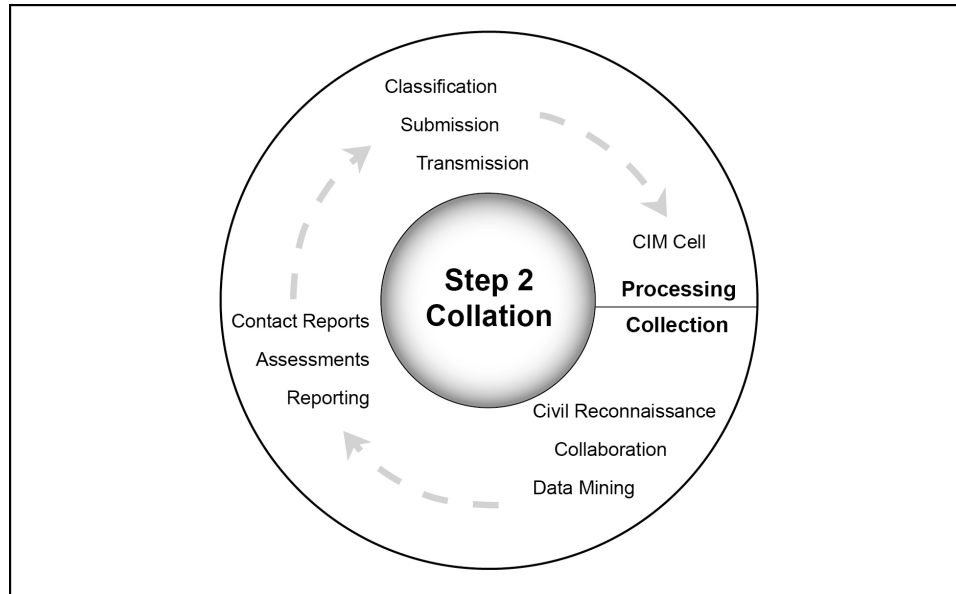 Classification
Submission
Transmission
CIM Cell
Processing
Step 2
Collation
Collection
Contact Reports
Assessments
Reporting
Civil Reconnaissance
Collaboration
Data Mining